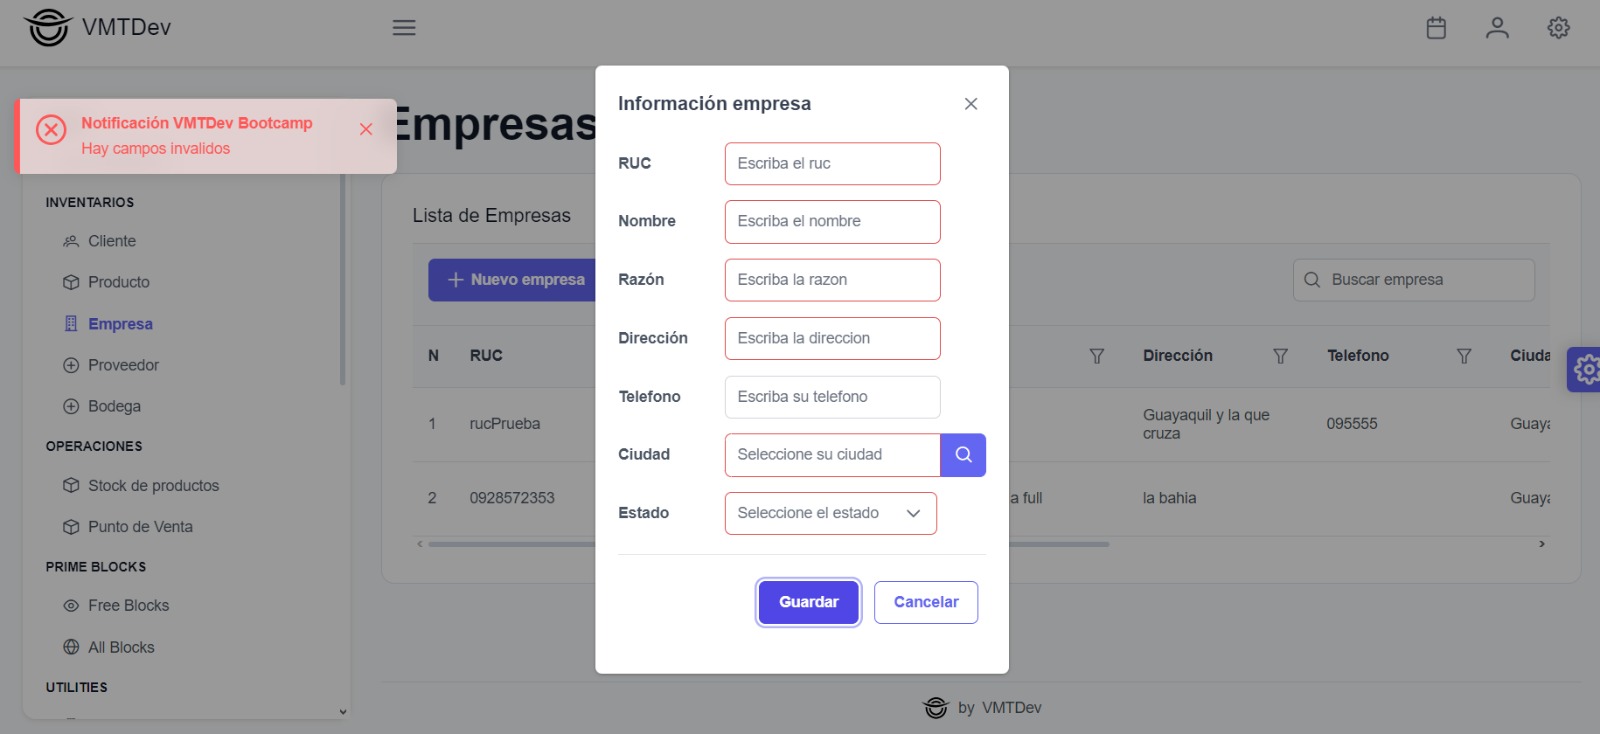 VMTDev
Notificación VMTDev Bootcamp
Hay campos invalidos
Empresas
INVENTARIOS
Cliente
Producto
Empresa
Proveedor
Bodega
OPERACIONES
Stock de productos
Punto de Venta
PRIME BLOCKS
Free Blocks
All Blocks
UTILITIES
Lista de Empresas
Nuevo empresa
Buscar empresa
N RUC Dirección Telefono Ciuda
1 rucPrueba Guayaquil y la que
cruza 095555 Guaya
2 0928572353 a full la bahia Guaya
Información empresa
RUC Escriba el ruc
Nombre Escriba el nombre
Razón Escriba la razon
Dirección Escriba la direccion
Telefono Escriba su telefono
Ciudad Seleccione su ciudad
Estado Seleccione el estado
Guardar Cancelar
by VMTDev